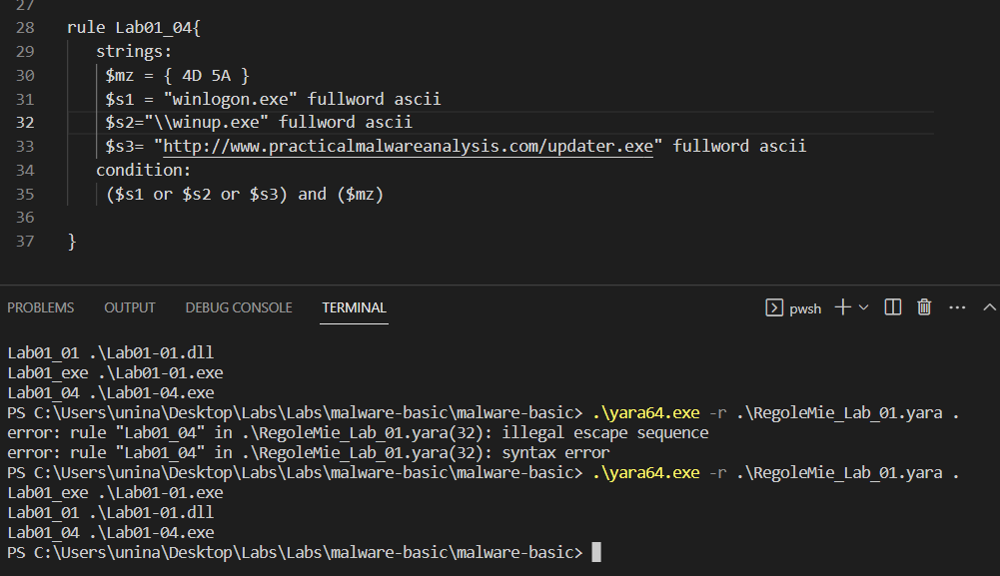 27
28 rule Lab01_04{
29 strings:
30 $mz = { 4D 5A }
31 $s1 = "winlogon.exe" fullword ascii
32 $s2="\\winup.exe" fullword ascii
33 $s3= "http://www.practicalmalwareanalysis.com/updater.exe" fullword ascii
34 condition:
35 ($s1 or $s2 or $s3) and ($mz)
36
37 }
PROBLEMS OUTPUT DEBUG CONSOLE TERMINAL pwsh
Lab01_01 .\Lab01-01.dll
Lab01_exe .\Lab01-01.exe
Lab01_04 .\Lab01-04.exe
PS C:\Users\unina\Desktop\Labs\Labs\malware-basic\malware-basic> .\yara64.exe -r .\RegoleMie_Lab_01.yara .
error: rule "Lab01_04" in .\RegoleMie_Lab_01.yara(32): illegal escape sequence
error: rule "Lab01_04" in .\RegoleMie_Lab_01.yara(32): syntax error
PS C:\Users\unina\Desktop\Labs\Labs\malware-basic\malware-basic> .\yara64.exe -r .\RegoleMie_Lab_01.yara .
Lab01_exe .\Lab01-01.exe
Lab01_01 .\Lab01-01.dll
Lab01_04 .\Lab01-04.exe
PS C:\Users\unina\Desktop\Labs\Labs\malware-basic\malware-basic>